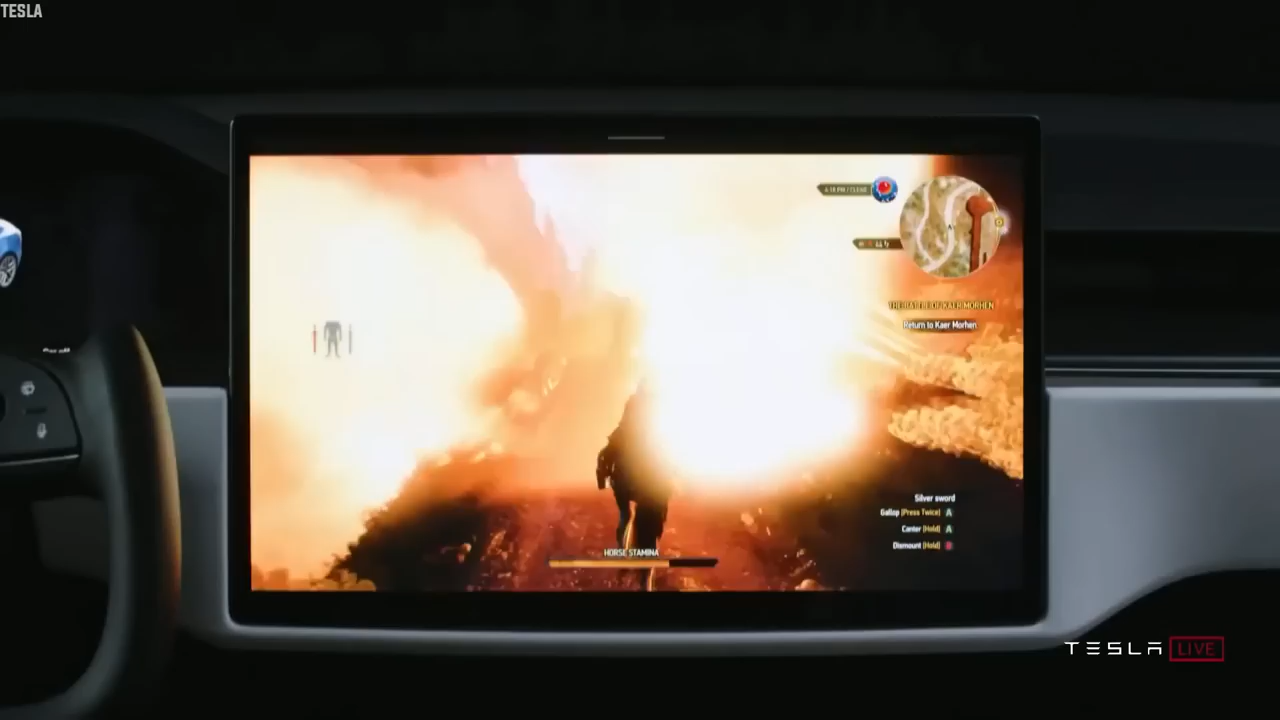 TESLA
THE BATTLE OF KAER MORHEN
Return to Kaer Morhen
Silver sword
Gallop [Press Twice] A
Canter [Hold] A
Dismount [Hold] B
HORSE STAMINA
TESLA LIVE